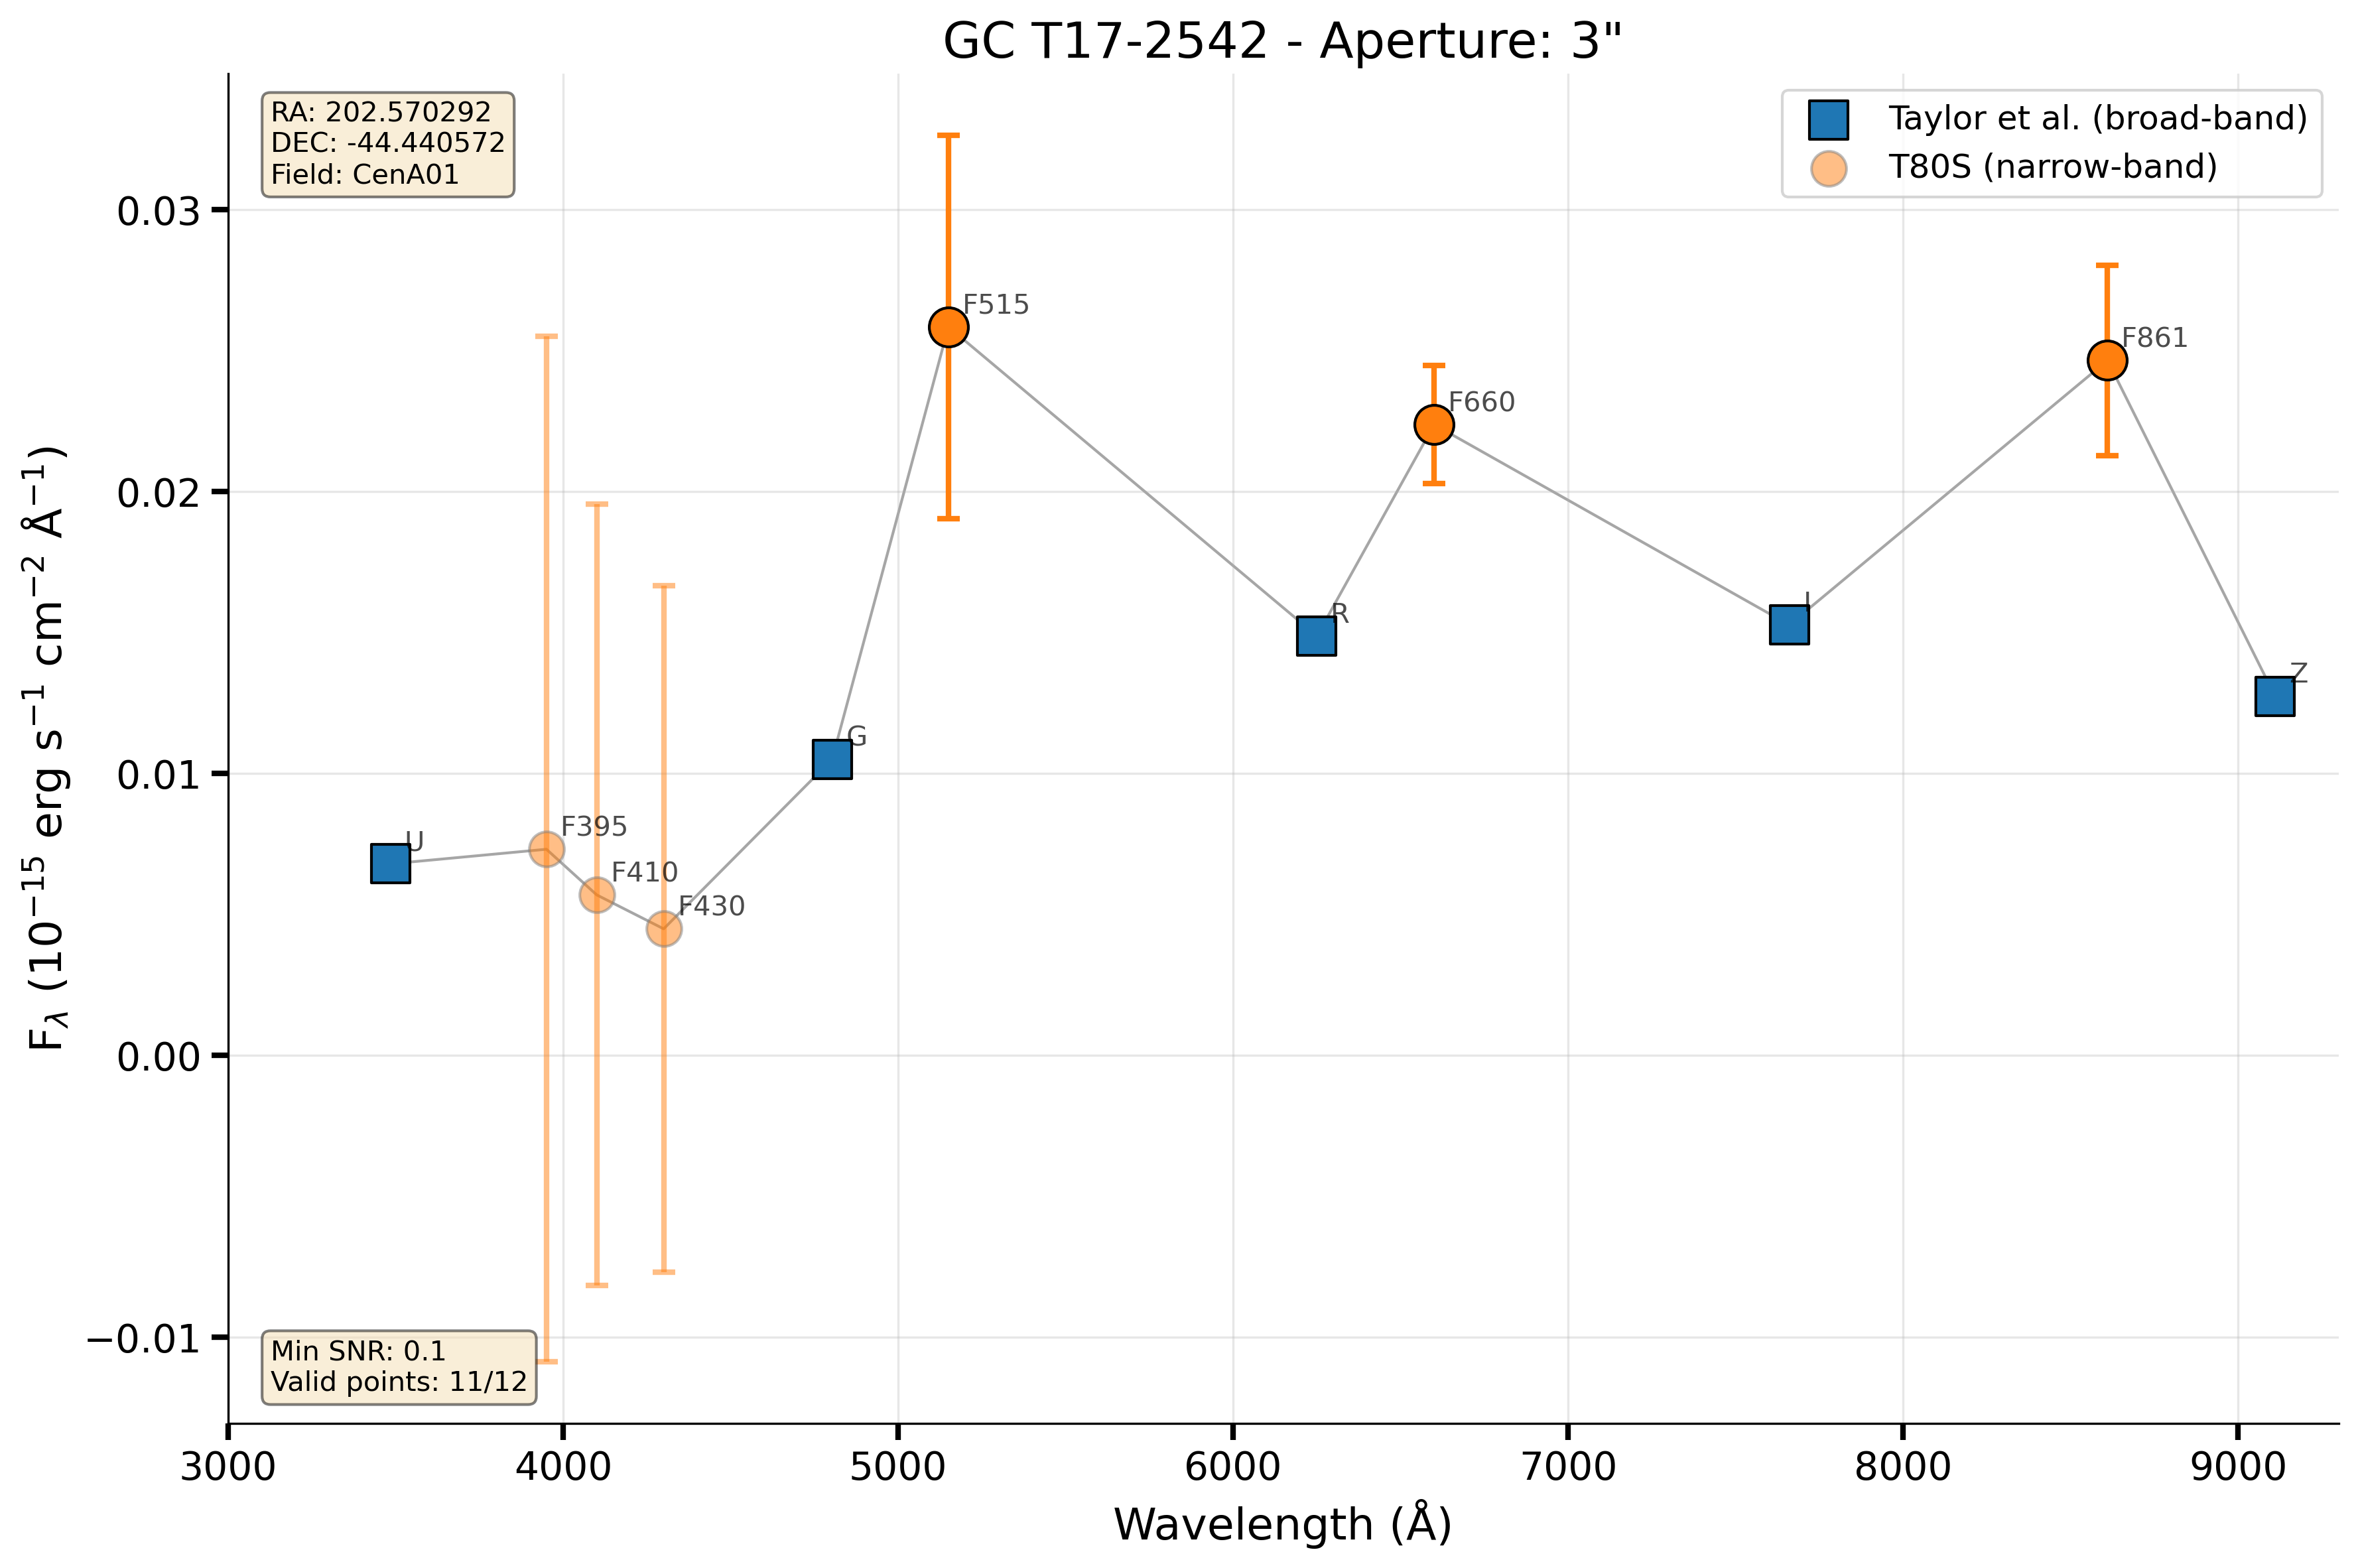 GC T17-2542 - Aperture: 3"
RA: 202.570292
DEC: -44.440572
Field: CenA01
Taylor et al. (broad-band)
T80S (narrow-band)
F515
F861
F660
R
I
Z
G
U
F395
F410
F430
0.03
0.02
0.01
0.00
−0.01
F_λ (10⁻¹⁵ erg s⁻¹ cm⁻² Å⁻¹)
Min SNR: 0.1
Valid points: 11/12
3000 4000 5000 6000 7000 8000 9000
Wavelength (Å)